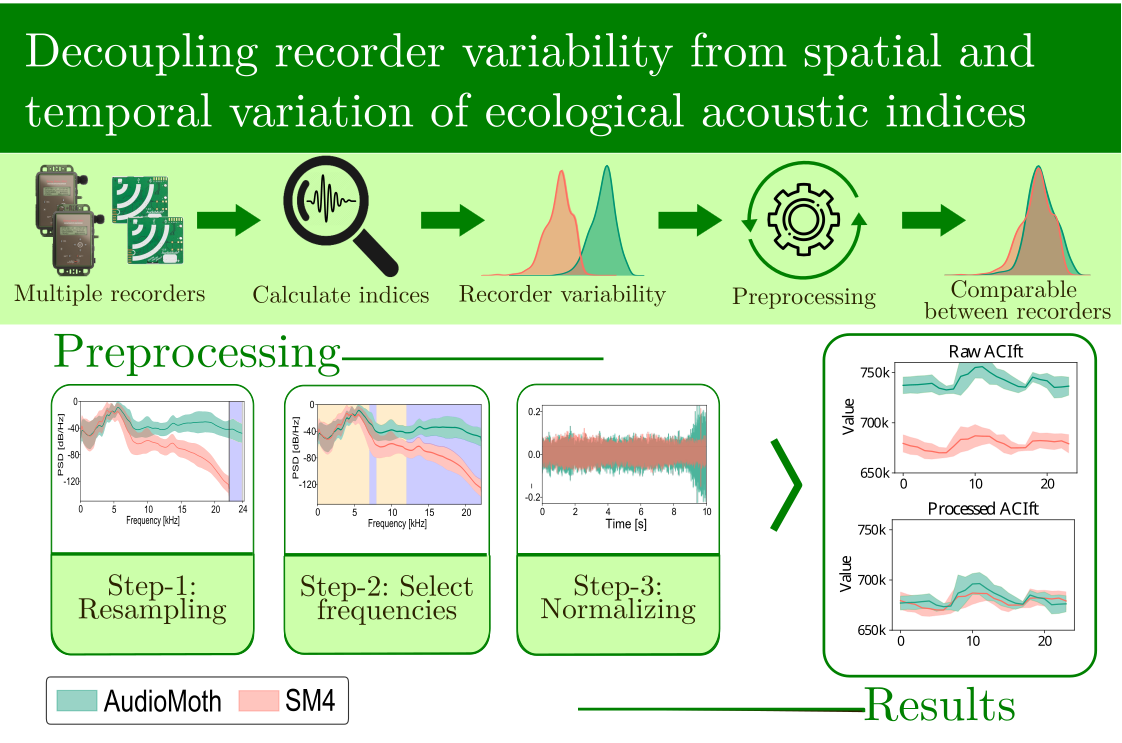 Decoupling recorder variability from spatial and
temporal variation of ecological acoustic indices
Multiple recorders
Calculate indices
Recorder variability
Preprocessing
Comparable
between recorders
Preprocessing
PSD [dB/Hz]
0
-40
-80
-120
0 5 10 15 20 24
Frequency [kHz]
Step-1:
Resampling
PSD [dB/Hz]
0
-40
-80
-120
0 5 10 15 20
Frequency [kHz]
Step-2: Select
frequencies
0.2
0.0
-0.2
0 2 4 6 8 10
Time [s]
Step-3:
Normalizing
Raw ACIft
Value
750k
700k
650k
0 10 20
Processed ACIft
Value
750k
700k
650k
0 10 20
AudioMoth SM4
Results